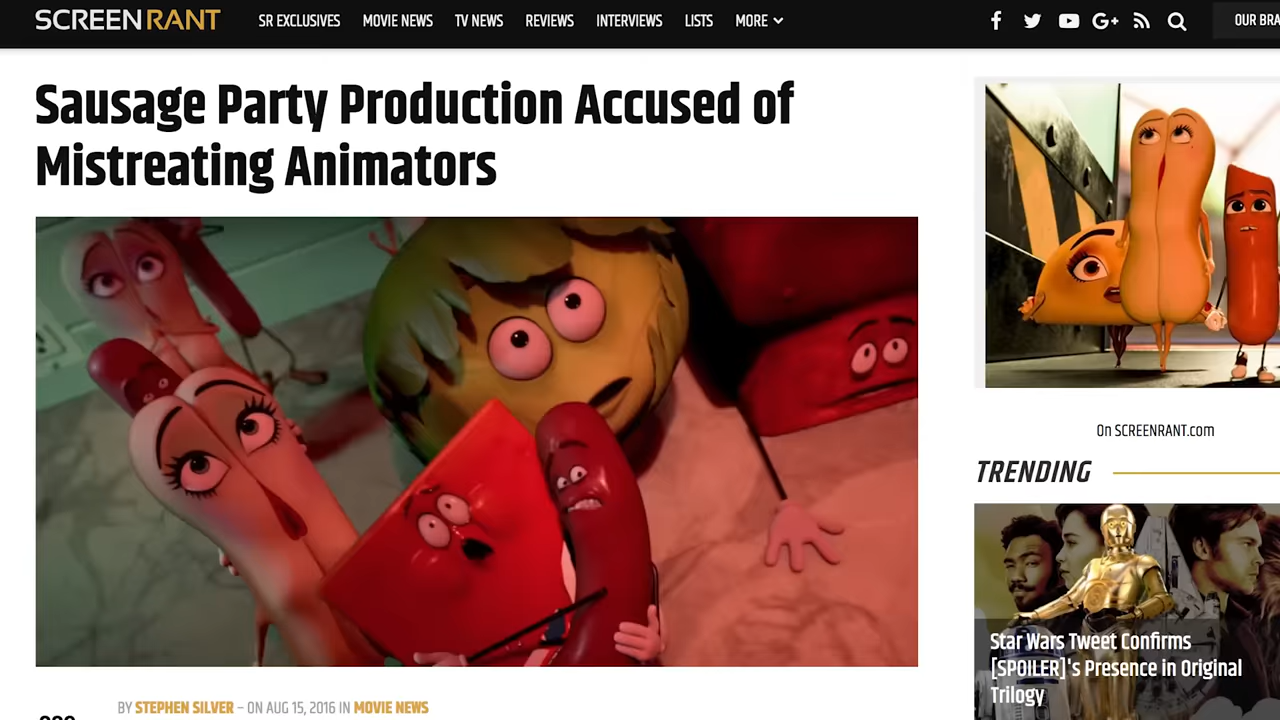 SCREENRANT SR EXCLUSIVES MOVIE NEWS TV NEWS REVIEWS INTERVIEWS LISTS MORE OUR BRA
Sausage Party Production Accused of
Mistreating Animators
On SCREENRANT.com
TRENDING
Star Wars Tweet Confirms
[SPOILER]'s Presence in Original
Trilogy
BY STEPHEN SILVER – ON AUG 15, 2016 IN MOVIE NEWS